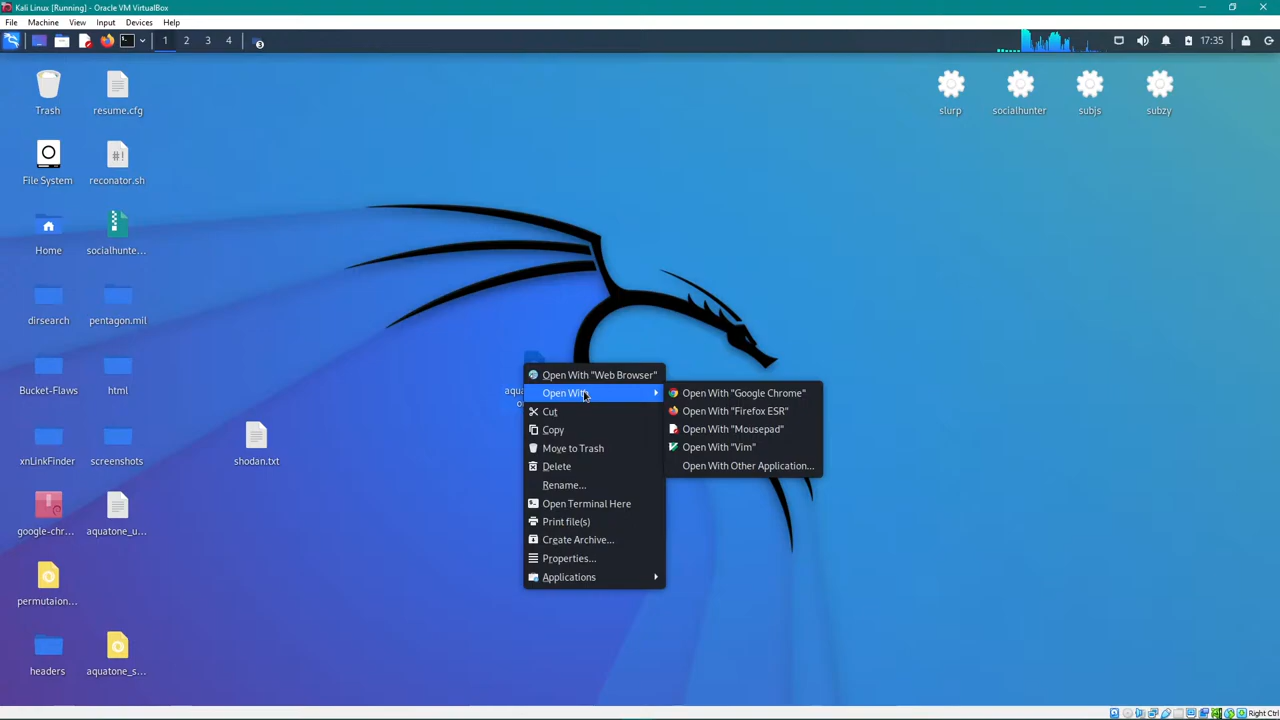 Kali Linux [Running] - Oracle VM VirtualBox
File Machine View Input Devices Help
1 2 3 4 3 17:35
Trash
resume.cfg
slurp
socialhunter
subjs
subzy
#!
File System
reconator.sh
Home
socialhunte...
dirsearch
pentagon.mil
Bucket-Flaws
html
xnLinkFinder
screenshots
shodan.txt
google-chr...
aquatone_u...
permutaion...
headers
aquatone_s...
aqua
o
Open With "Web Browser"
Open With
Cut
Copy
Move to Trash
Delete
Rename...
Open Terminal Here
Print file(s)
Create Archive...
Properties...
Applications
Open With "Google Chrome"
Open With "Firefox ESR"
Open With "Mousepad"
Open With "Vim"
Open With Other Application...
Right Ctrl